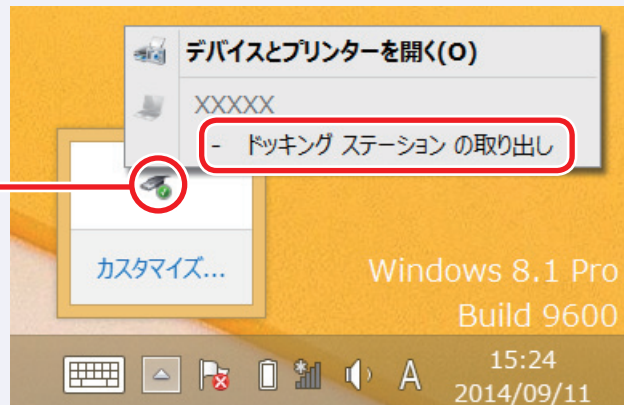 デバイスとプリンターを開く(O)
XXXXX
- ドッキング ステーション の取り出し
カスタマイズ...
Windows 8.1 Pro
Build 9600
A
15:24
2014/09/11